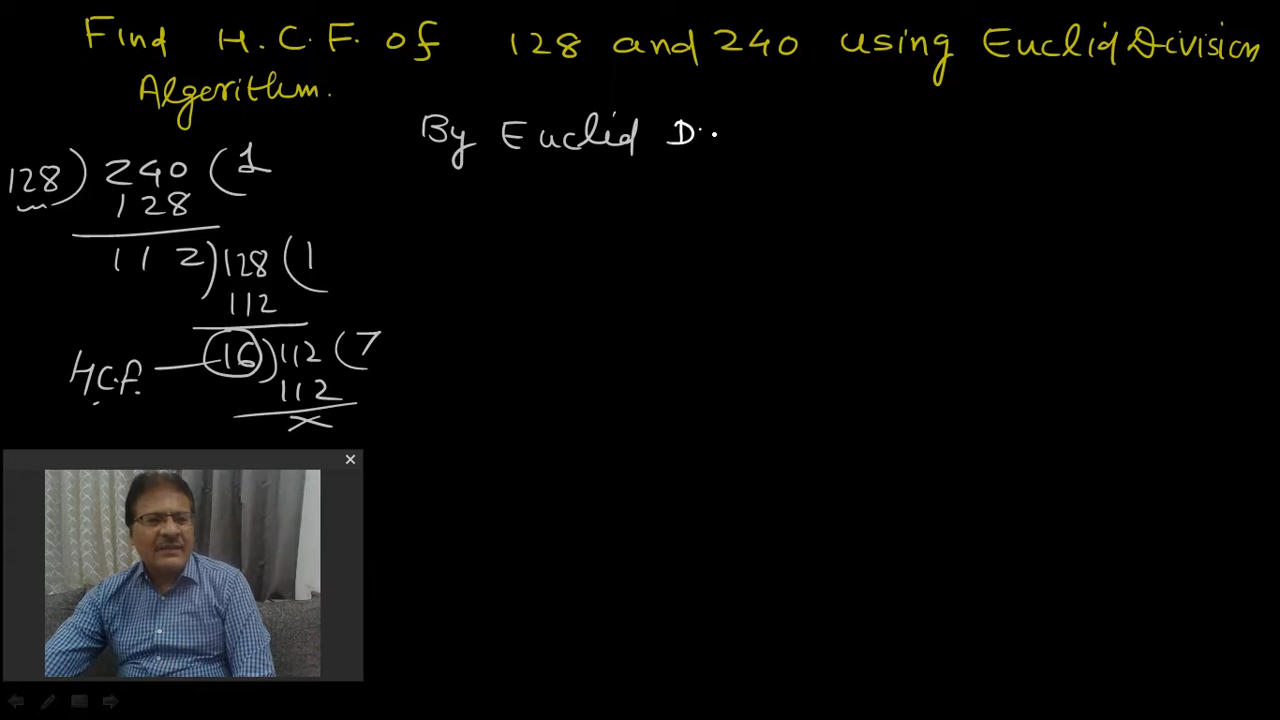 Find H.C.F. of 128 and 240 using Euclid Division
Algorithm.
By Euclid D
128) 240 (1
128
112) 128 (1
112
H.C.F. 16) 112 (7
112
×